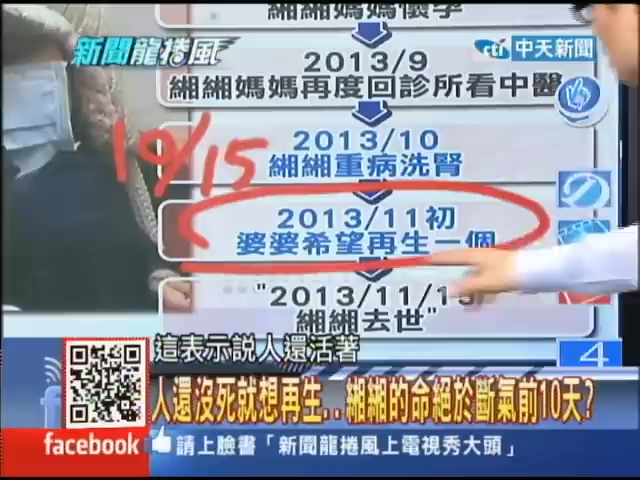 緗緗媽媽懷孕
新聞龍捲風
cti 中天新聞
2013/9
緗緗媽媽再度回診所看中醫
10/15
2013/10
緗緗重病洗腎
2013/11初
婆婆希望再生一個
"2013/11/15
緗緗去世"
4
這表示說人還活著
人還沒死就想再生..緗緗的命絕於斷氣前10天?
facebook 請上臉書「新聞龍捲風上電視秀大頭」